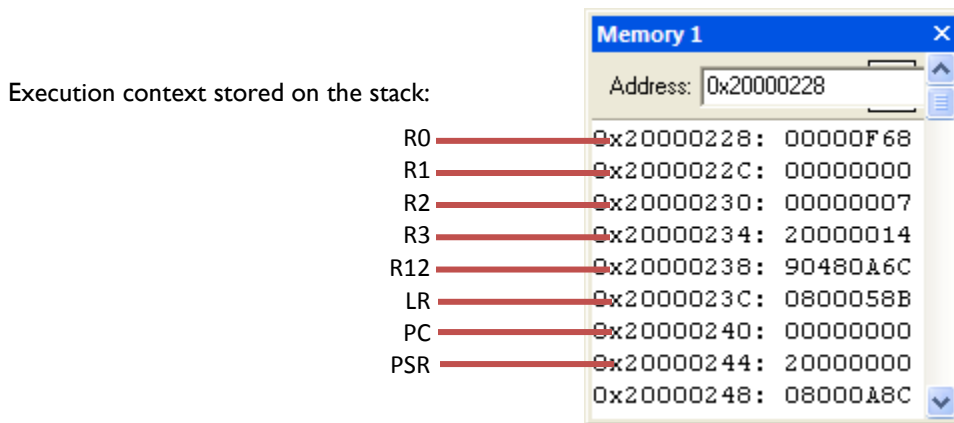 Memory 1
Address: 0x20000228
Execution context stored on the stack:
R0 0x20000228: 00000F68
R1 0x2000022C: 00000000
R2 0x20000230: 00000007
R3 0x20000234: 20000014
R12 0x20000238: 90480A6C
LR 0x2000023C: 0800058B
PC 0x20000240: 00000000
PSR 0x20000244: 20000000
0x20000248: 08000A8C